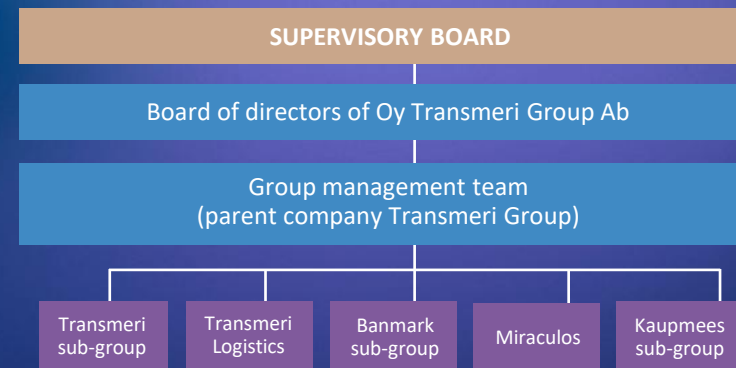 SUPERVISORY BOARD
Board of directors of Oy Transmeri Group Ab
Group management team
(parent company Transmeri Group)
Transmeri
sub-group
Transmeri
Logistics
Banmark
sub-group
Miraculos
Kaupmees
sub-group